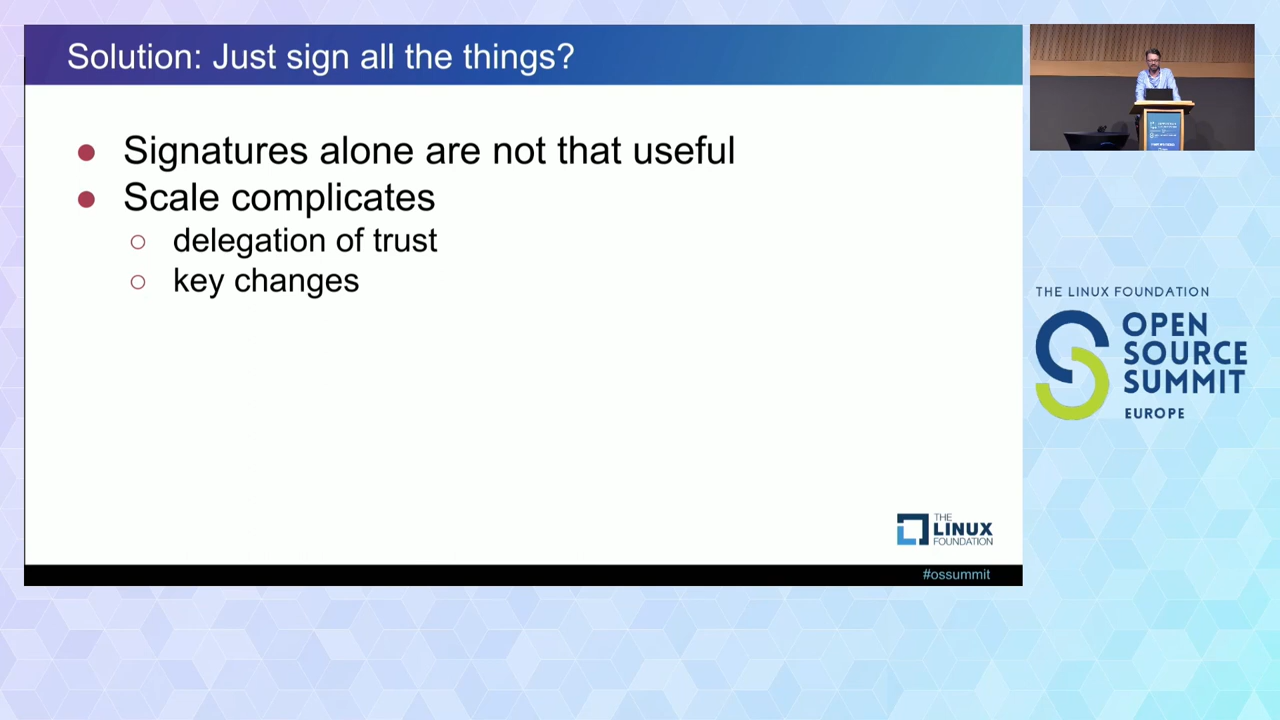 Solution: Just sign all the things?
Signatures alone are not that useful
Scale complicates
delegation of trust
key changes
THE
LINUX
FOUNDATION
#ossummit
THE LINUX FOUNDATION
OPEN
SOURCE
SUMMIT
EUROPE